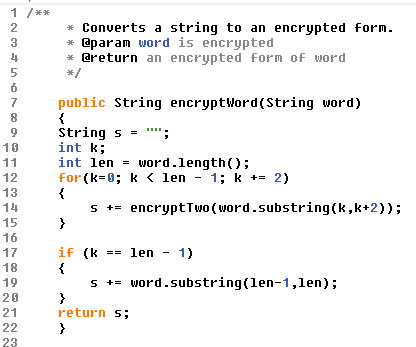 1 /**
2 * Converts a string to an encrypted form.
3 * @param word is encrypted
4 * @return an encrypted form of word
5 */
6
7 public String encryptWord(String word)
8 {
9 String s = "";
10 int k;
11 int len = word.length();
12 for(k=0; k < len - 1; k += 2)
13 {
14 s += encryptTwo(word.substring(k,k+2));
15 }
16
17 if (k == len - 1)
18 {
19 s += word.substring(len-1,len);
20 }
21 return s;
22 }
23